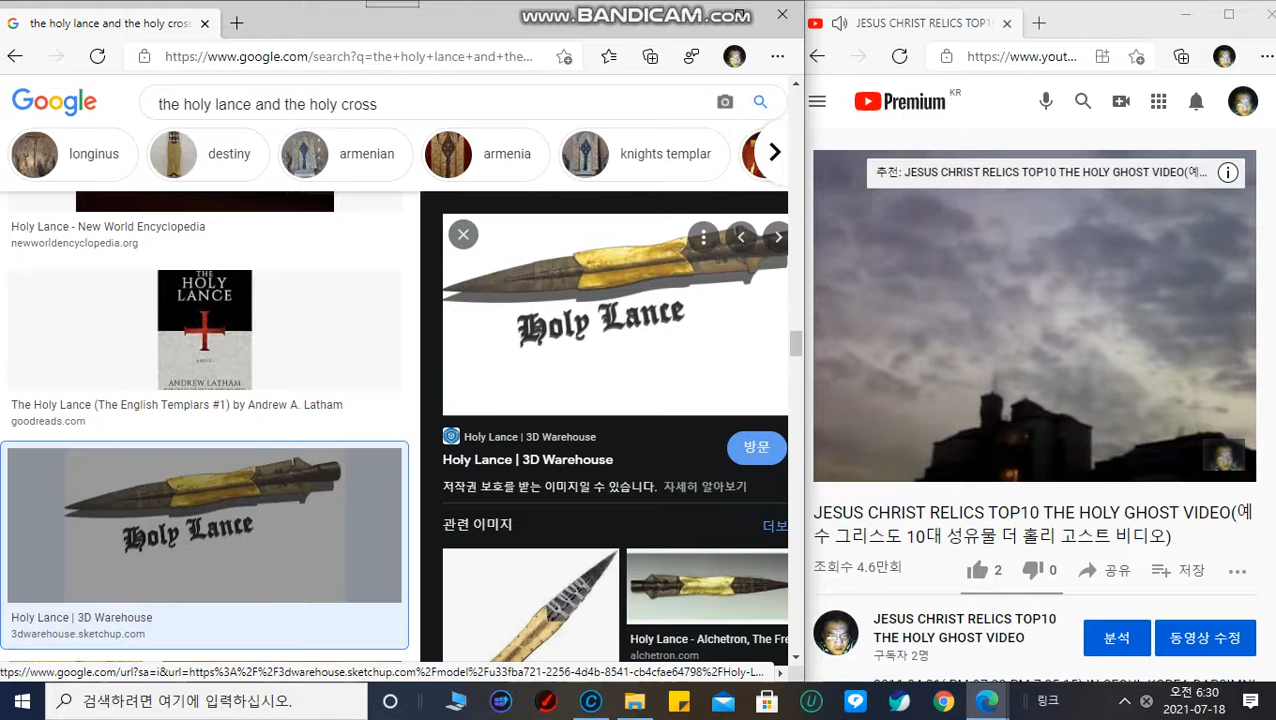 the holy lance and the holy cross
www.BANDICAM.com
https://www.google.com/search?q=the+holy+lance+and+the...
Google
the holy lance and the holy cross
longinus
destiny
armenian
armenia
knights templar
Holy Lance - New World Encyclopedia
newworldencyclopedia.org
THE
HOLY
LANCE
ANDREW LATHAM
The Holy Lance (The English Templars #1) by Andrew A. Latham
goodreads.com
Holy Lance
Holy Lance | 3D Warehouse
3dwarehouse.sketchup.com
Holy Lance
Holy Lance | 3D Warehouse
방문
Holy Lance | 3D Warehouse
저작권 보호를 받는 이미지일 수 있습니다. 자세히 알아보기
관련 이미지
더보
Holy Lance - Alchetron, The Fre
alchetron.com
https://www.google.com/url?sa=i&url=https%3A%2F%2F3dwarehouse.sketchup.com%2Fmodel%2Fu33fba721-2256-4d4b-8541-cb4cfae64798%2FHoly-L...
JESUS CHRIST RELICS TOP1
https://www.yout...
Premium KR
추천: JESUS CHRIST RELICS TOP10 THE HOLY GHOST VIDEO(예...
JESUS CHRIST RELICS TOP10 THE HOLY GHOST VIDEO(예
수 그리스도 10대 성유물 더 홀리 고스트 비디오)
조회수 4.6만회
2
0
공유
저장
JESUS CHRIST RELICS TOP10
THE HOLY GHOST VIDEO
구독자 2명
분석
동영상 수정
검색하려면 여기에 입력하십시오.
링크
오전 6:30
2021-07-18